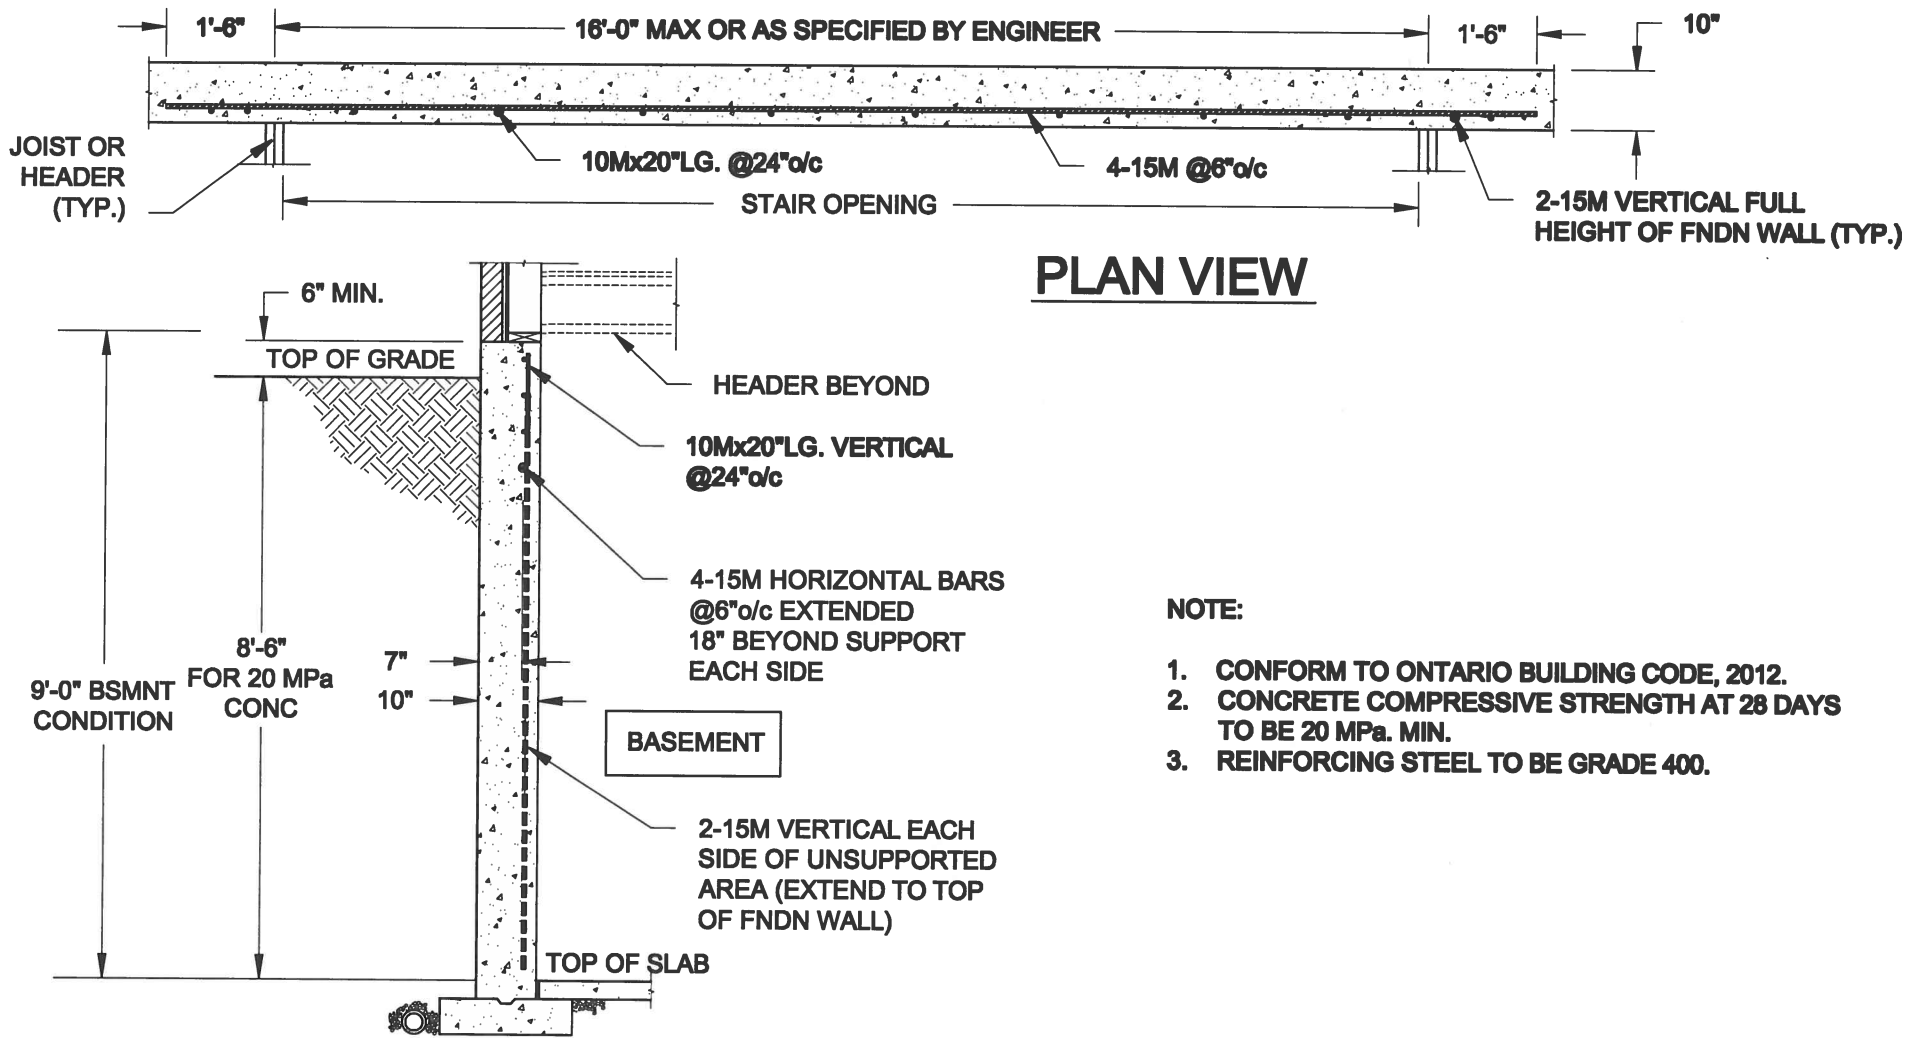 1'-6"
16'-0" MAX OR AS SPECIFIED BY ENGINEER
1'-6"
10"
JOIST OR
HEADER
(TYP.)
10Mx20"LG. @24"o/c
4-15M @6"o/c
STAIR OPENING
2-15M VERTICAL FULL
HEIGHT OF FNDN WALL (TYP.)
PLAN VIEW
6" MIN.
TOP OF GRADE
HEADER BEYOND
10Mx20"LG. VERTICAL
@24"o/c
4-15M HORIZONTAL BARS
@6"o/c EXTENDED
18" BEYOND SUPPORT
EACH SIDE
8'-6"
FOR 20 MPa
CONC
9'-0" BSMNT
CONDITION
7"
10"
BASEMENT
2-15M VERTICAL EACH
SIDE OF UNSUPPORTED
AREA (EXTEND TO TOP
OF FNDN WALL)
TOP OF SLAB
NOTE:
1. CONFORM TO ONTARIO BUILDING CODE, 2012.
2. CONCRETE COMPRESSIVE STRENGTH AT 28 DAYS
TO BE 20 MPa. MIN.
3. REINFORCING STEEL TO BE GRADE 400.